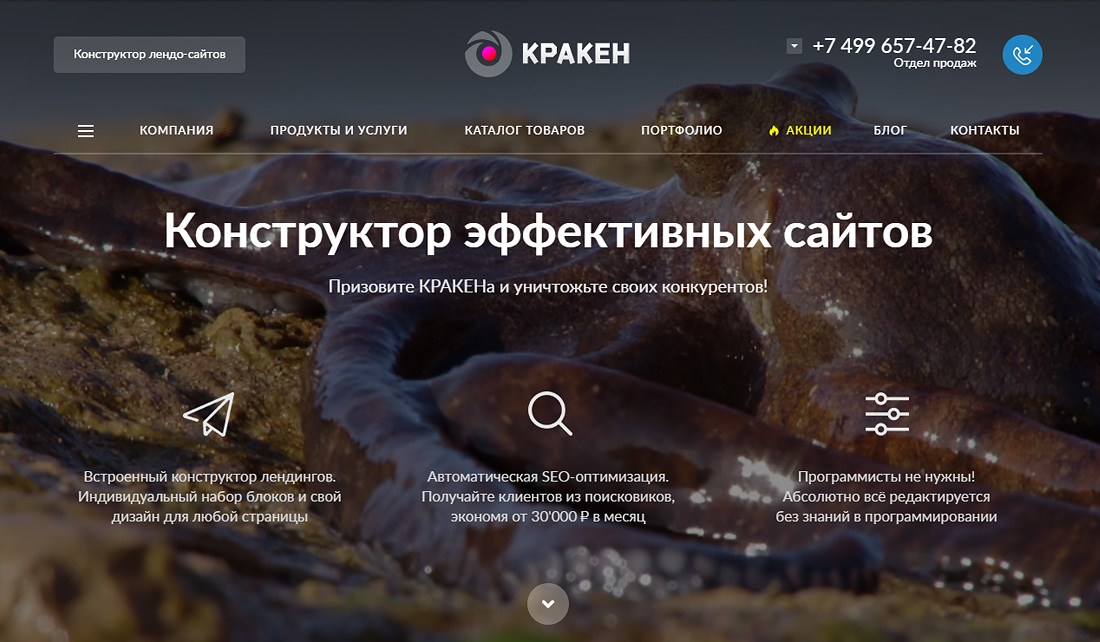 Конструктор лендо-сайтов
КРАКЕН
+7 499 657-47-82
Отдел продаж
КОМПАНИЯ ПРОДУКТЫ И УСЛУГИ КАТАЛОГ ТОВАРОВ ПОРТФОЛИО АКЦИИ БЛОГ КОНТАКТЫ
Конструктор эффективных сайтов
Призовите КРАКЕНа и уничтожьте своих конкурентов!
Встроенный конструктор лендингов.
Индивидуальный набор блоков и свой
дизайн для любой страницы
Автоматическая SEO-оптимизация.
Получайте клиентов из поисковиков,
экономя от 30'000 ₽ в месяц
Программисты не нужны!
Абсолютно всё редактируется
без знаний в программировании